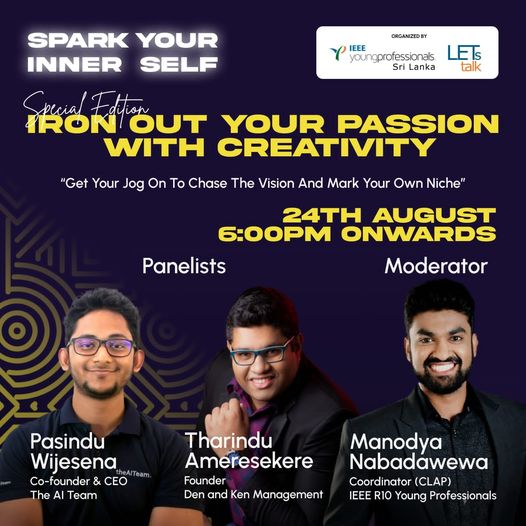 SPARK YOUR
INNER SELF
ORGANIZED BY
IEEE
youngprofessionals
Sri Lanka
LETs
talk
Special Edition
IRON OUT YOUR PASSION
WITH CREATIVITY
“Get Your Jog On To Chase The Vision And Mark Your Own Niche”
24TH AUGUST
6:00PM ONWARDS
Panelists
Moderator
theAITeam.
Pasindu
Wijesena
Co-founder & CEO
The AI Team
Tharindu
Ameresekere
Founder
Den and Ken Management
Manodya
Nabadawewa
Coordinator (CLAP)
IEEE R10 Young Professionals